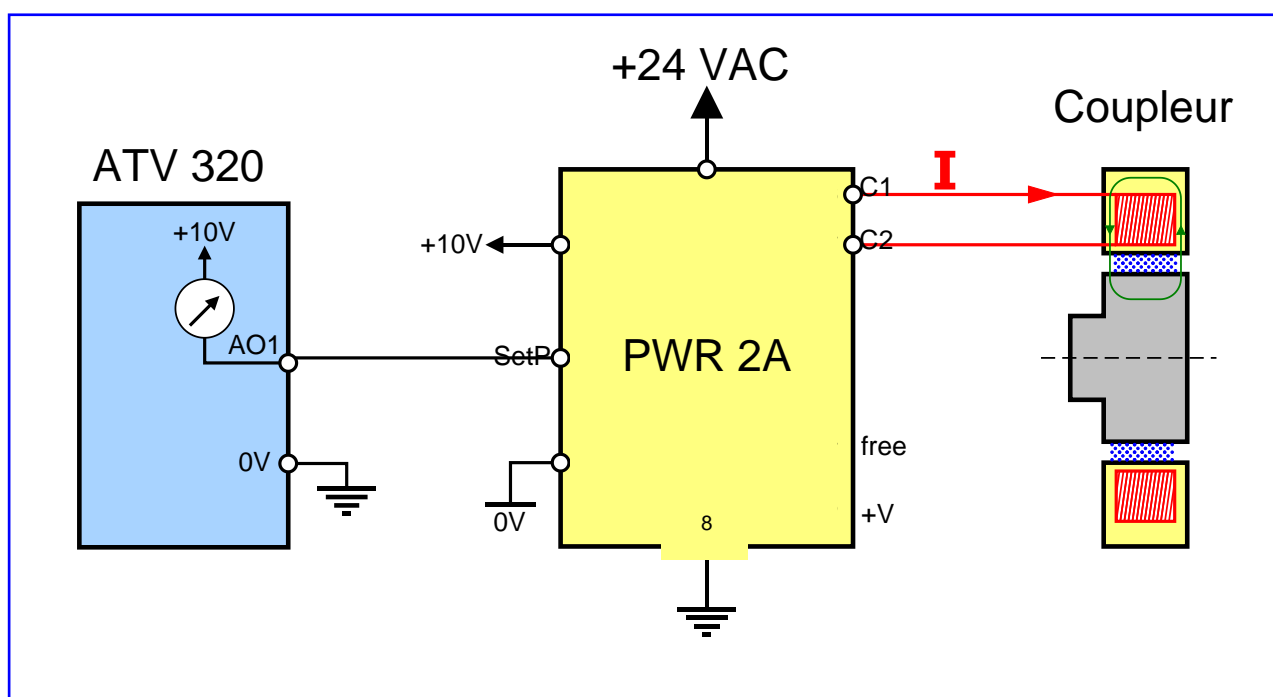 +24 VAC
Coupleur
ATV 320
I
C1
+10V
+10V
C2
AO1
SetP
PWR 2A
free
0V
+V
0V
8